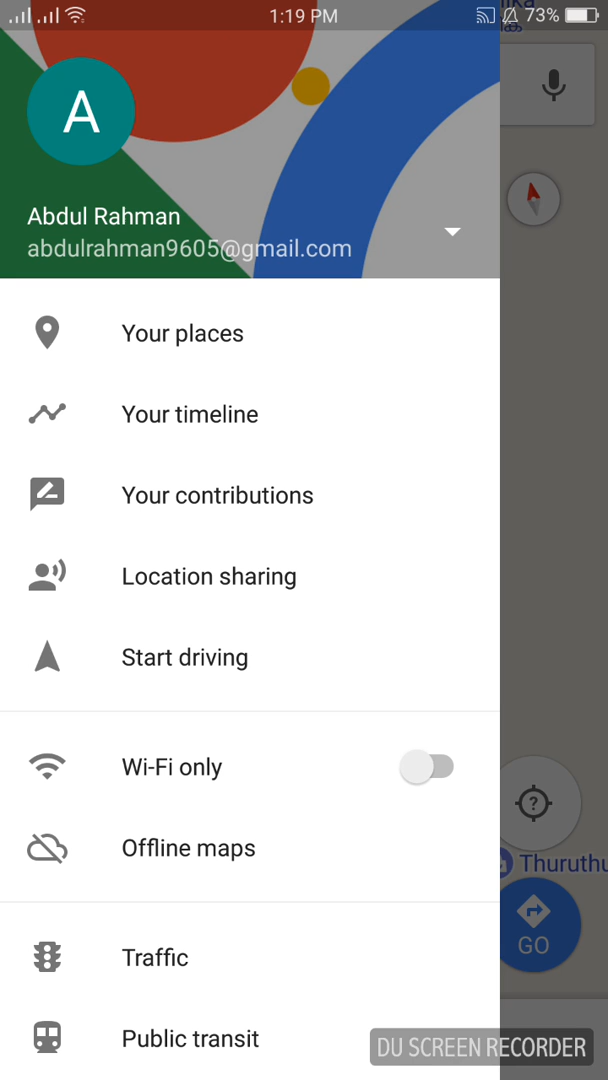 1:19 PM
73%
A
Abdul Rahman
abdulrahman9605@gmail.com
Your places
Your timeline
Your contributions
Location sharing
Start driving
Wi-Fi only
Offline maps
?
Thuruthu
GO
Traffic
Public transit
DU SCREEN RECORDER